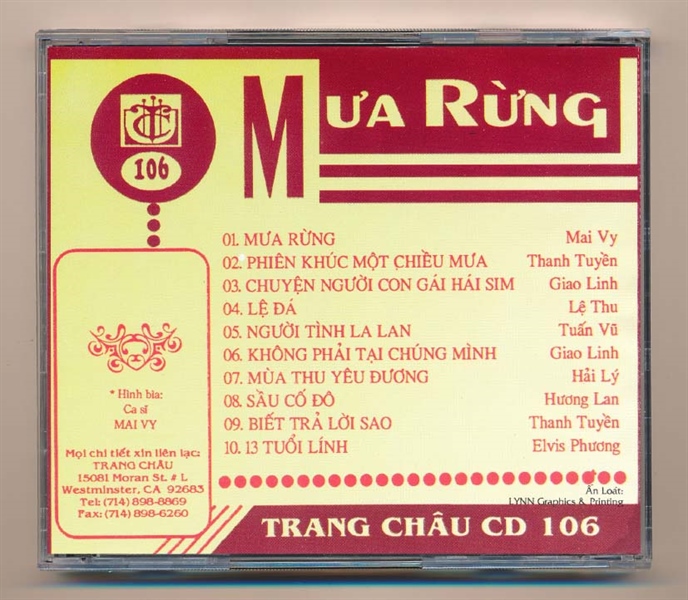 106
MƯA RỪNG
01. MƯA RỪNG Mai Vy
02. PHIÊN KHÚC MỘT CHIỀU MƯA Thanh Tuyền
03. CHUYỆN NGƯỜI CON GÁI HÁI SIM Giao Linh
04. LỆ ĐÁ Lệ Thu
05. NGƯỜI TÌNH LA LAN Tuấn Vũ
06. KHÔNG PHẢI TẠI CHÚNG MÌNH Giao Linh
07. MÙA THU YÊU ĐƯƠNG Hải Lý
08. SẦU CỐ ĐÔ Hương Lan
09. BIẾT TRẢ LỜI SAO Thanh Tuyền
10. 13 TUỔI LÍNH Elvis Phương
* Hình bìa:
Ca sĩ
MAI VY
Mọi chi tiết xin liên lạc:
TRANG CHÂU
15081 Moran St. # L
Westminster, CA 92683
Tel: (714) 898-8869
Fax: (714) 898-6260
Ấn Loát:
LYNN Graphics & Printing
TRANG CHÂU CD 106